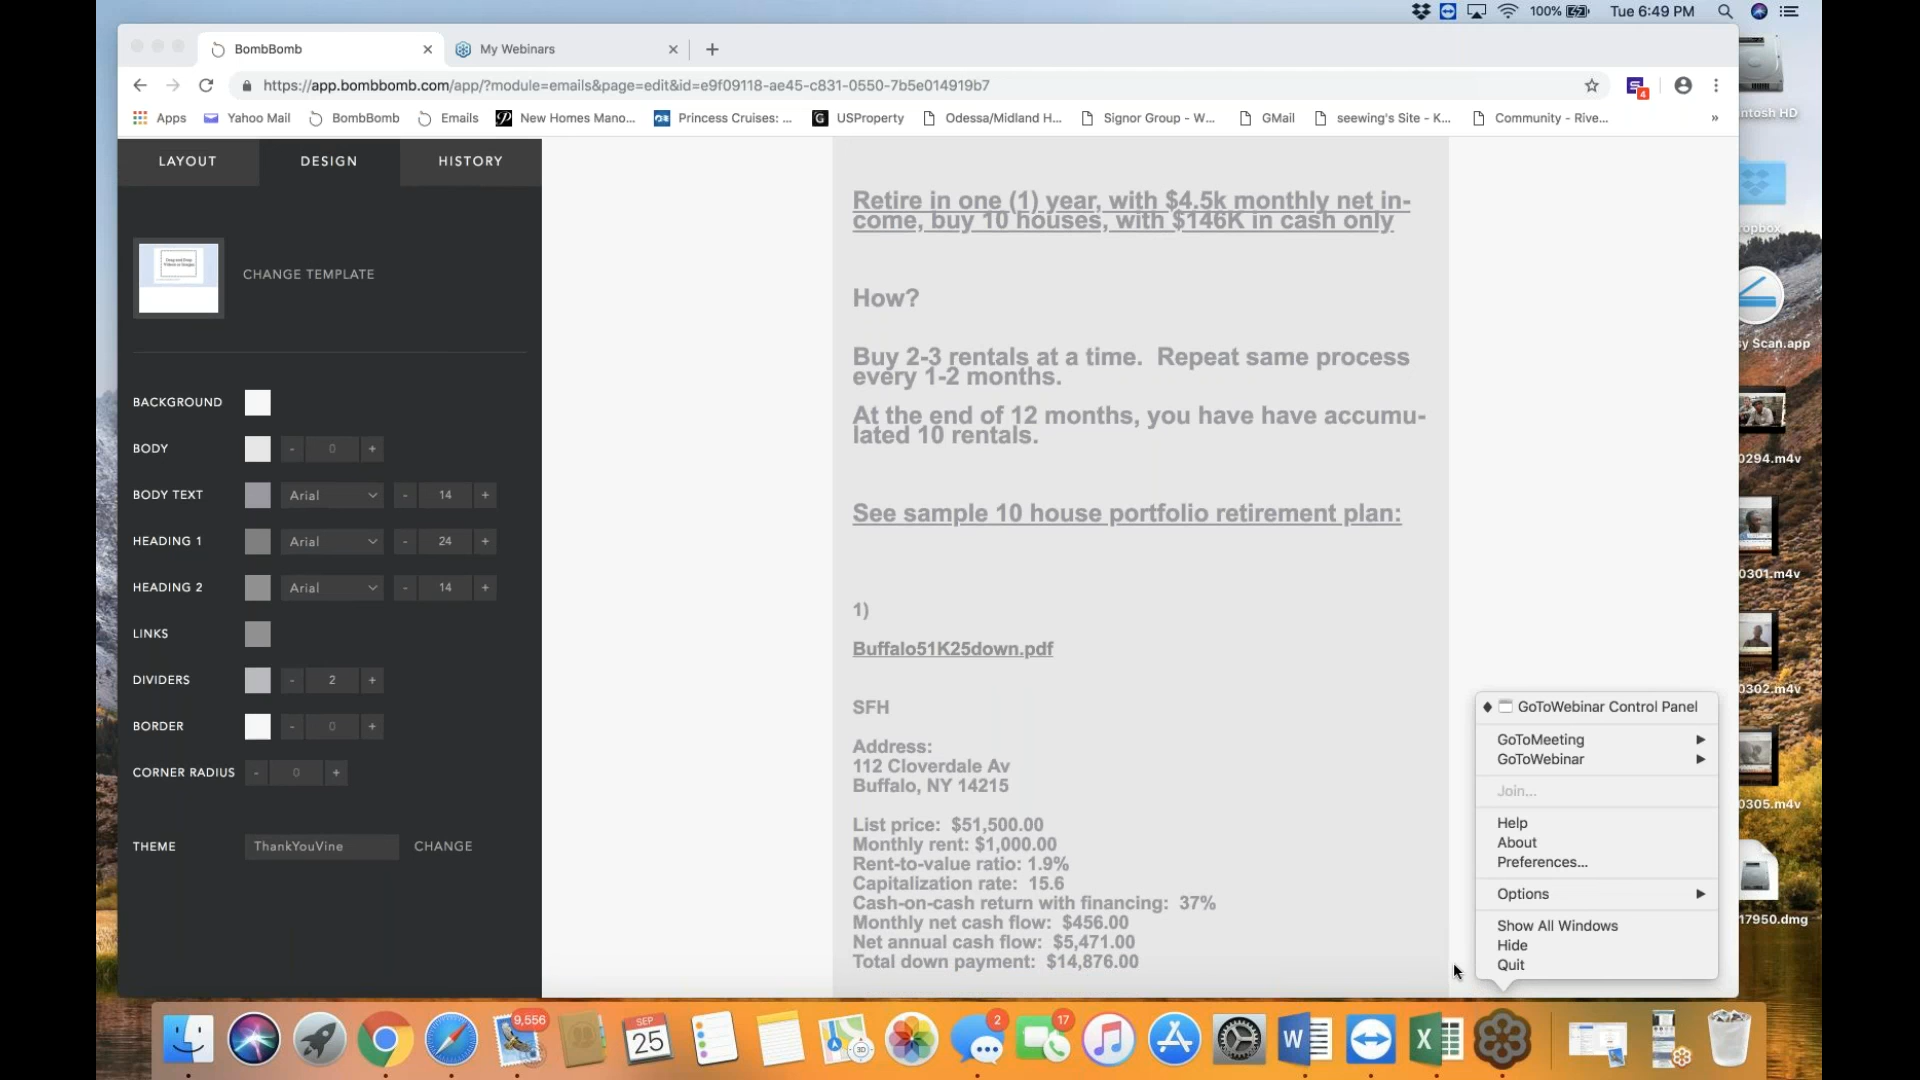 100%
Tue 6:49 PM
BombBomb
My Webinars
https://app.bombbomb.com/app/?module=emails&page=edit&id=e9f09118-ae45-c831-0550-7b5e014919b7
4
Apps
Yahoo Mail
BombBomb
Emails
New Homes Mano...
Princess Cruises: ...
USProperty
Odessa/Midland H...
Signor Group - W...
GMail
seewing's Site - K...
Community - Rive...
»
ntosh HD
LAYOUT
DESIGN
HISTORY
CHANGE TEMPLATE
BACKGROUND
BODY - 0 +
BODY TEXT Arial - 14 +
HEADING 1 Arial - 24 +
HEADING 2 Arial - 14 +
LINKS
DIVIDERS - 2 +
BORDER - 0 +
CORNER RADIUS - 0 +
THEME ThankYouVine CHANGE
Retire in one (1) year, with $4.5k monthly net in-
come, buy 10 houses, with $146K in cash only
How?
Buy 2-3 rentals at a time.  Repeat same process
every 1-2 months.
At the end of 12 months, you have have accumu-
lated 10 rentals.
See sample 10 house portfolio retirement plan:
1)
Buffalo51K25down.pdf
SFH
Address:
112 Cloverdale Av
Buffalo, NY 14215
List price:  $51,500.00
Monthly rent: $1,000.00
Rent-to-value ratio: 1.9%
Capitalization rate:  15.6
Cash-on-cash return with financing:  37%
Monthly net cash flow:  $456.00
Net annual cash flow:  $5,471.00
Total down payment:  $14,876.00
GoToWebinar Control Panel
GoToMeeting
GoToWebinar
Join...
Help
About
Preferences...
Options
Show All Windows
Hide
Quit
ropbox
sy Scan.app
0294.m4v
0301.m4v
0302.m4v
0305.m4v
17950.dmg
9,556
SEP
25
3D
2
17
W
X